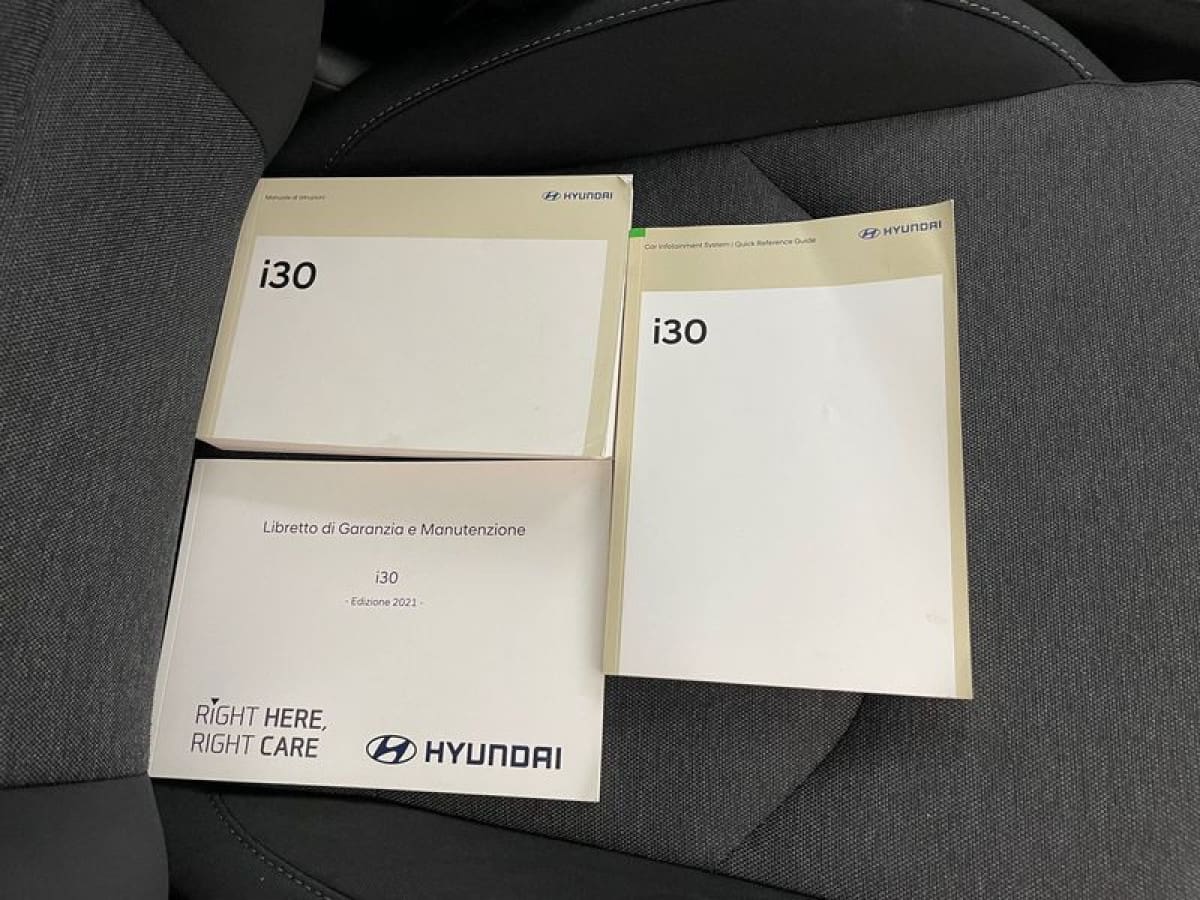 Manuale di istruzioni
HYUNDAI
i30
Car Infotainment System | Quick Reference Guide
HYUNDAI
i30
Libretto di Garanzia e Manutenzione
i30
- Edizione 2021 -
RIGHT HERE,
RIGHT CARE
HYUNDAI